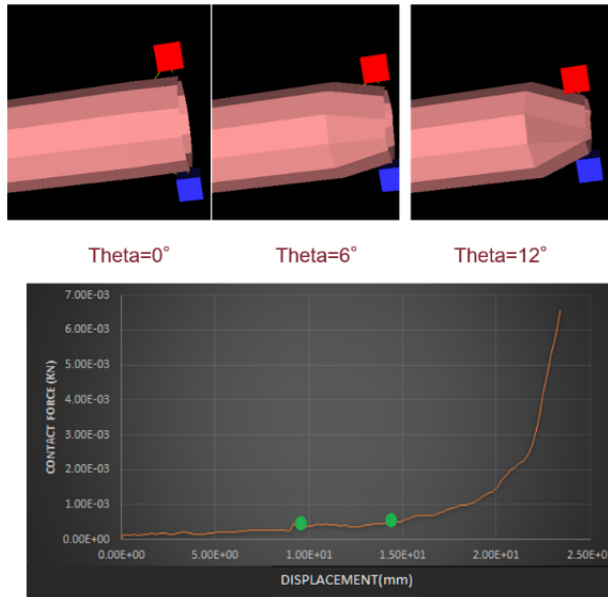 Theta=0°
Theta=6°
Theta=12°
7.00E-03
6.00E-03
5.00E-03
4.00E-03
3.00E-03
2.00E-03
1.00E-03
0.00E+00
CONTACT FORCE (KN)
0.00E+00 5.00E+00 1.00E+01 1.50E+01 2.00E+01 2.50E+01
DISPLACEMENT(mm)